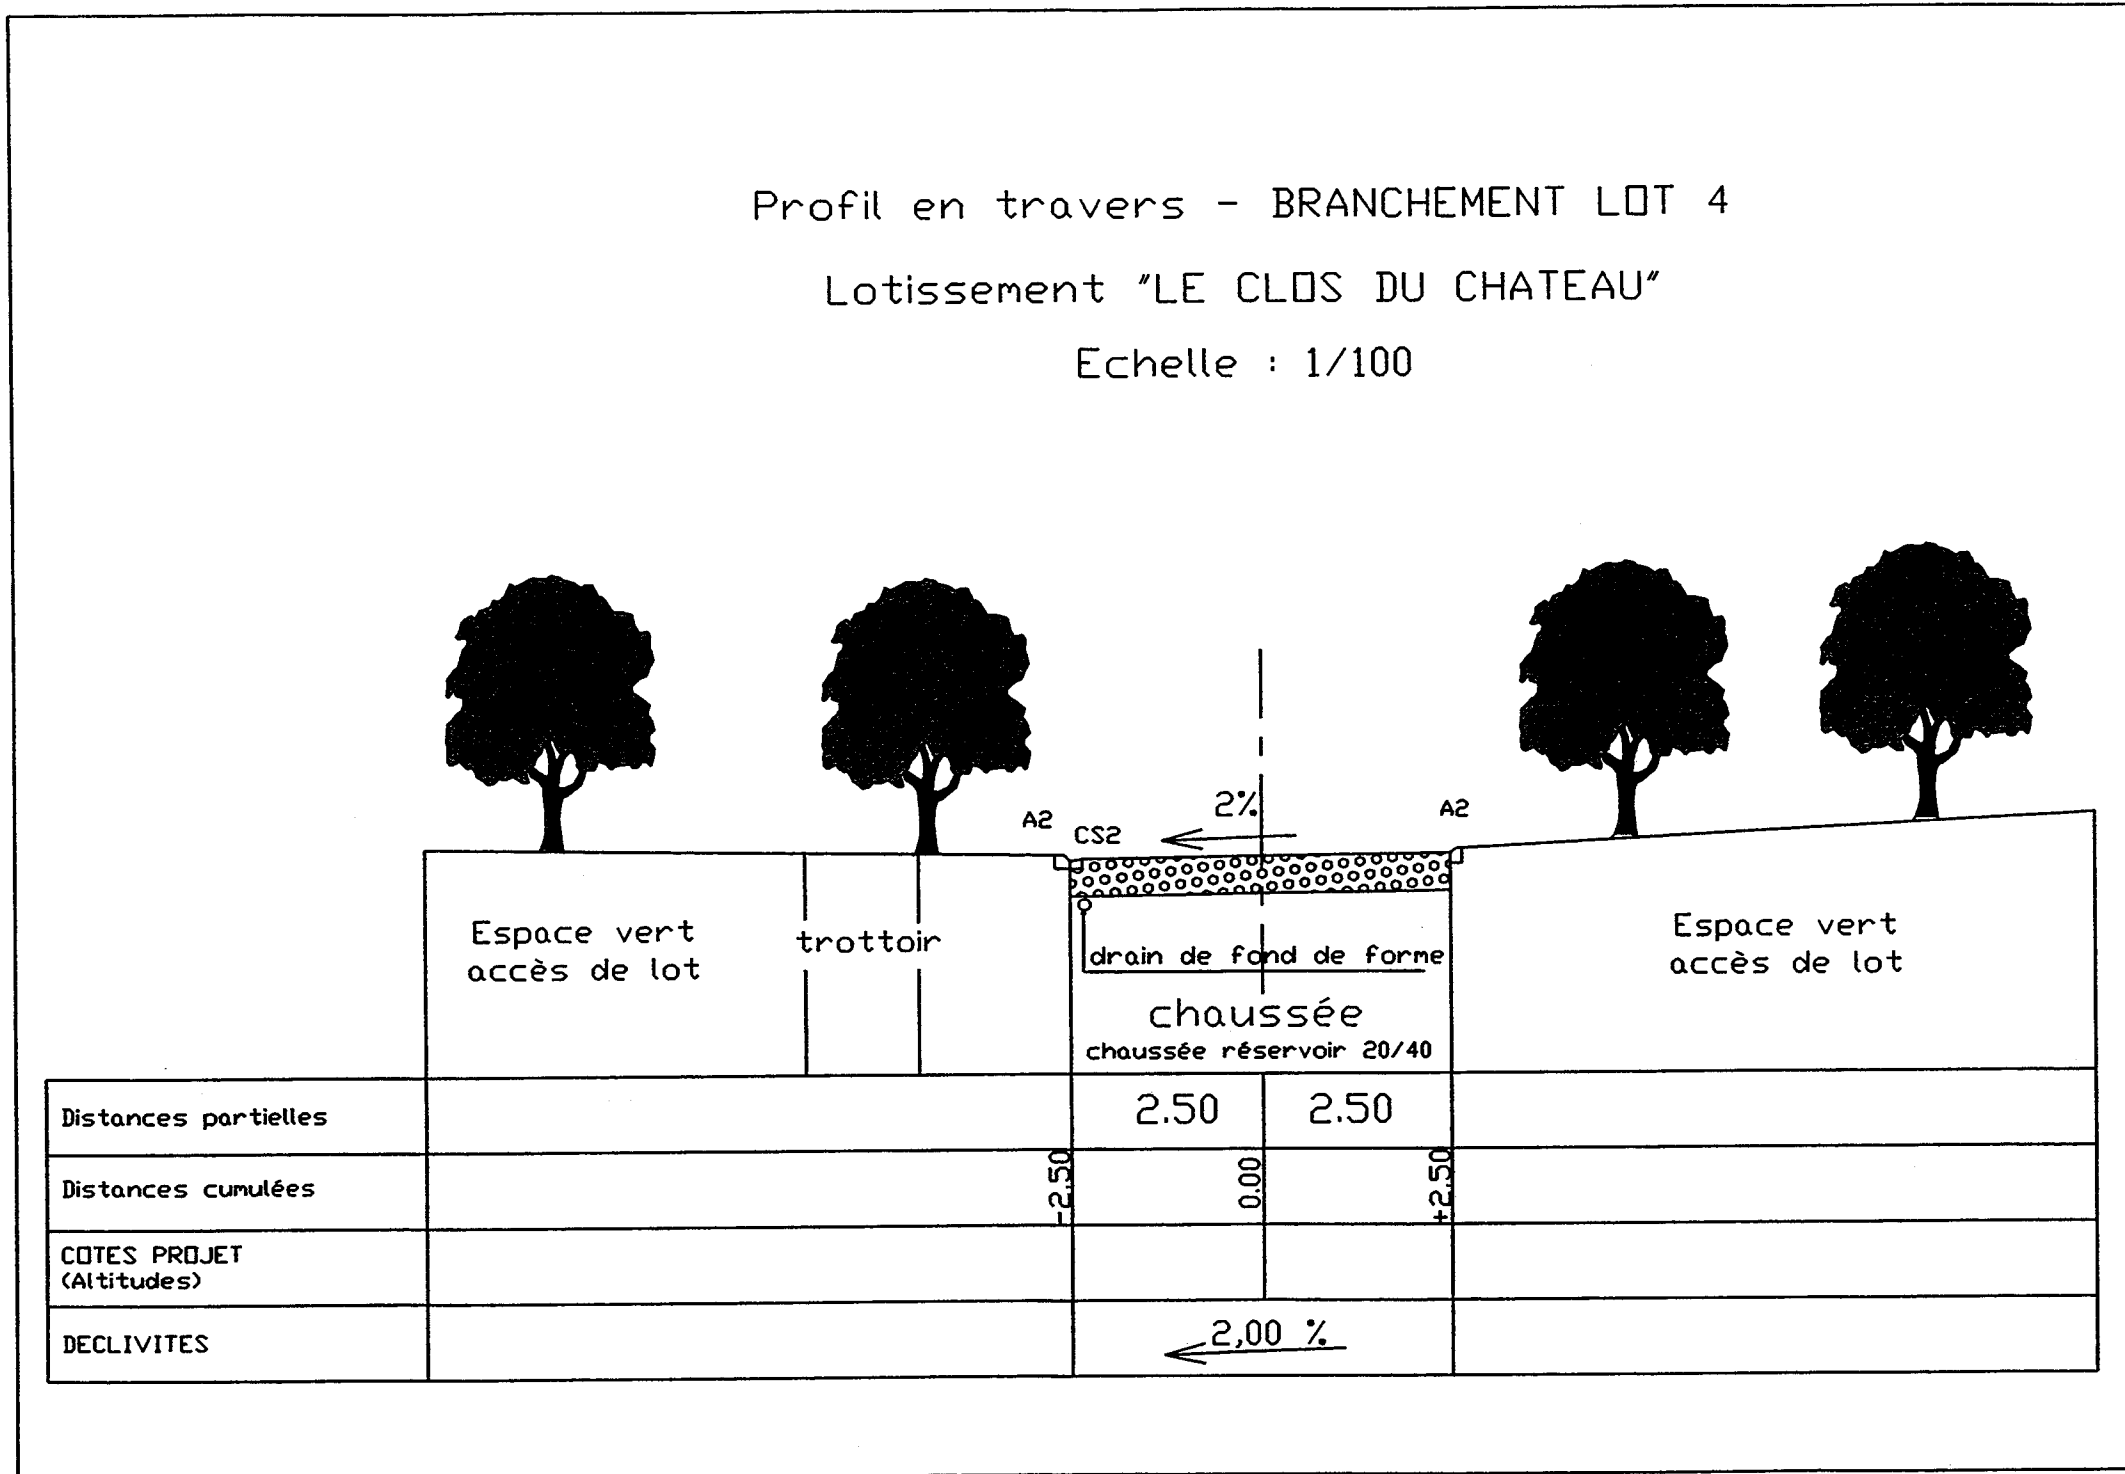 Profil en travers - BRANCHEMENT LOT 4
Lotissement "LE CLOS DU CHATEAU"
Echelle : 1/100
2%
A2
CS2
A2
Espace vert
accès de lot
trottoir
drain de fond de forme
chaussée
chaussée réservoir 20/40
Espace vert
accès de lot
Distances partielles
2.50
2.50
Distances cumulées
-2.50
0.00
+2.50
COTES PROJET
(Altitudes)
DECLIVITES
2,00 %